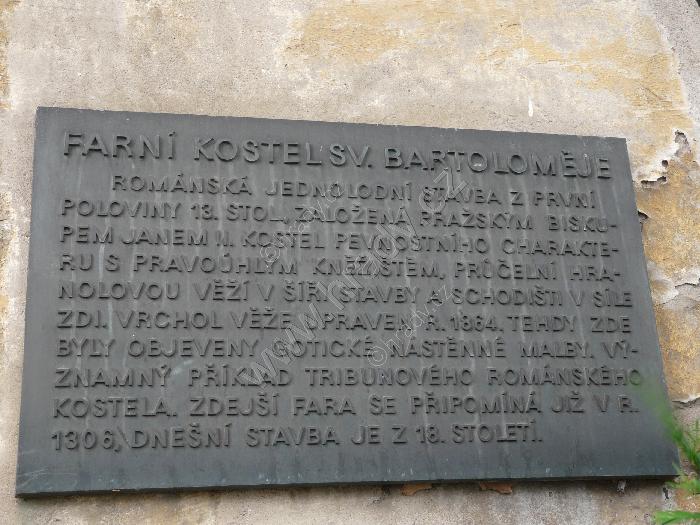 FARNÍ KOSTEL SV. BARTOLOMĚJE
ROMÁNSKÁ JEDNOLODNÍ STAVBA Z PRVNÍ
POLOVINY 13. STOL. ZALOŽENÁ PRAŽSKÝM BISKU-
PEM JANEM II. KOSTEL PEVNOSTNÍHO CHARAKTE-
RU S PRAVOÚHLÝM KNĚŽIŠTĚM, PRŮČELNÍ HRA-
NOLOVOU VĚŽÍ V ŠÍŘI STAVBY A SCHODIŠTI V SÍLE
ZDI. VRCHOL VĚŽE UPRAVEN R. 1864. TEHDY ZDE
BYLY OBJEVENY GOTICKÉ NÁSTĚNNÉ MALBY. VÝ-
ZNAMNÝ PŘÍKLAD TRIBUNOVÉHO ROMÁNSKÉHO
KOSTELA. ZDEJŠÍ FARA SE PŘIPOMÍNÁ JIŽ V R.
1306, DNEŠNÍ STAVBA JE Z 18. STOLETÍ.